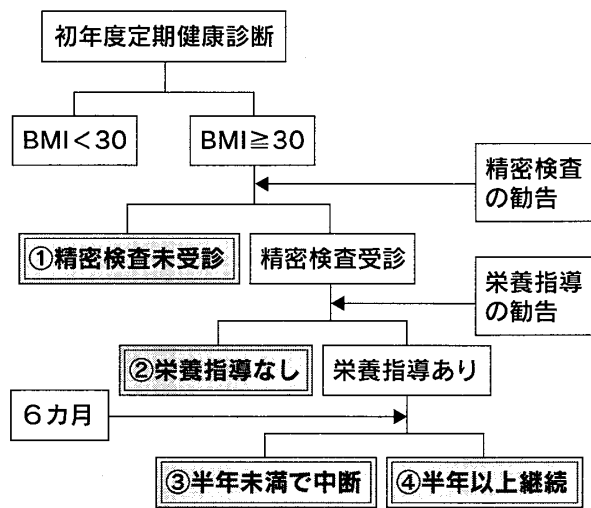 初年度定期健康診断
BMI＜30
BMI≧30
精密検査
の勧告
①精密検査未受診
精密検査受診
栄養指導
の勧告
②栄養指導なし
栄養指導あり
6カ月
③半年未満で中断
④半年以上継続